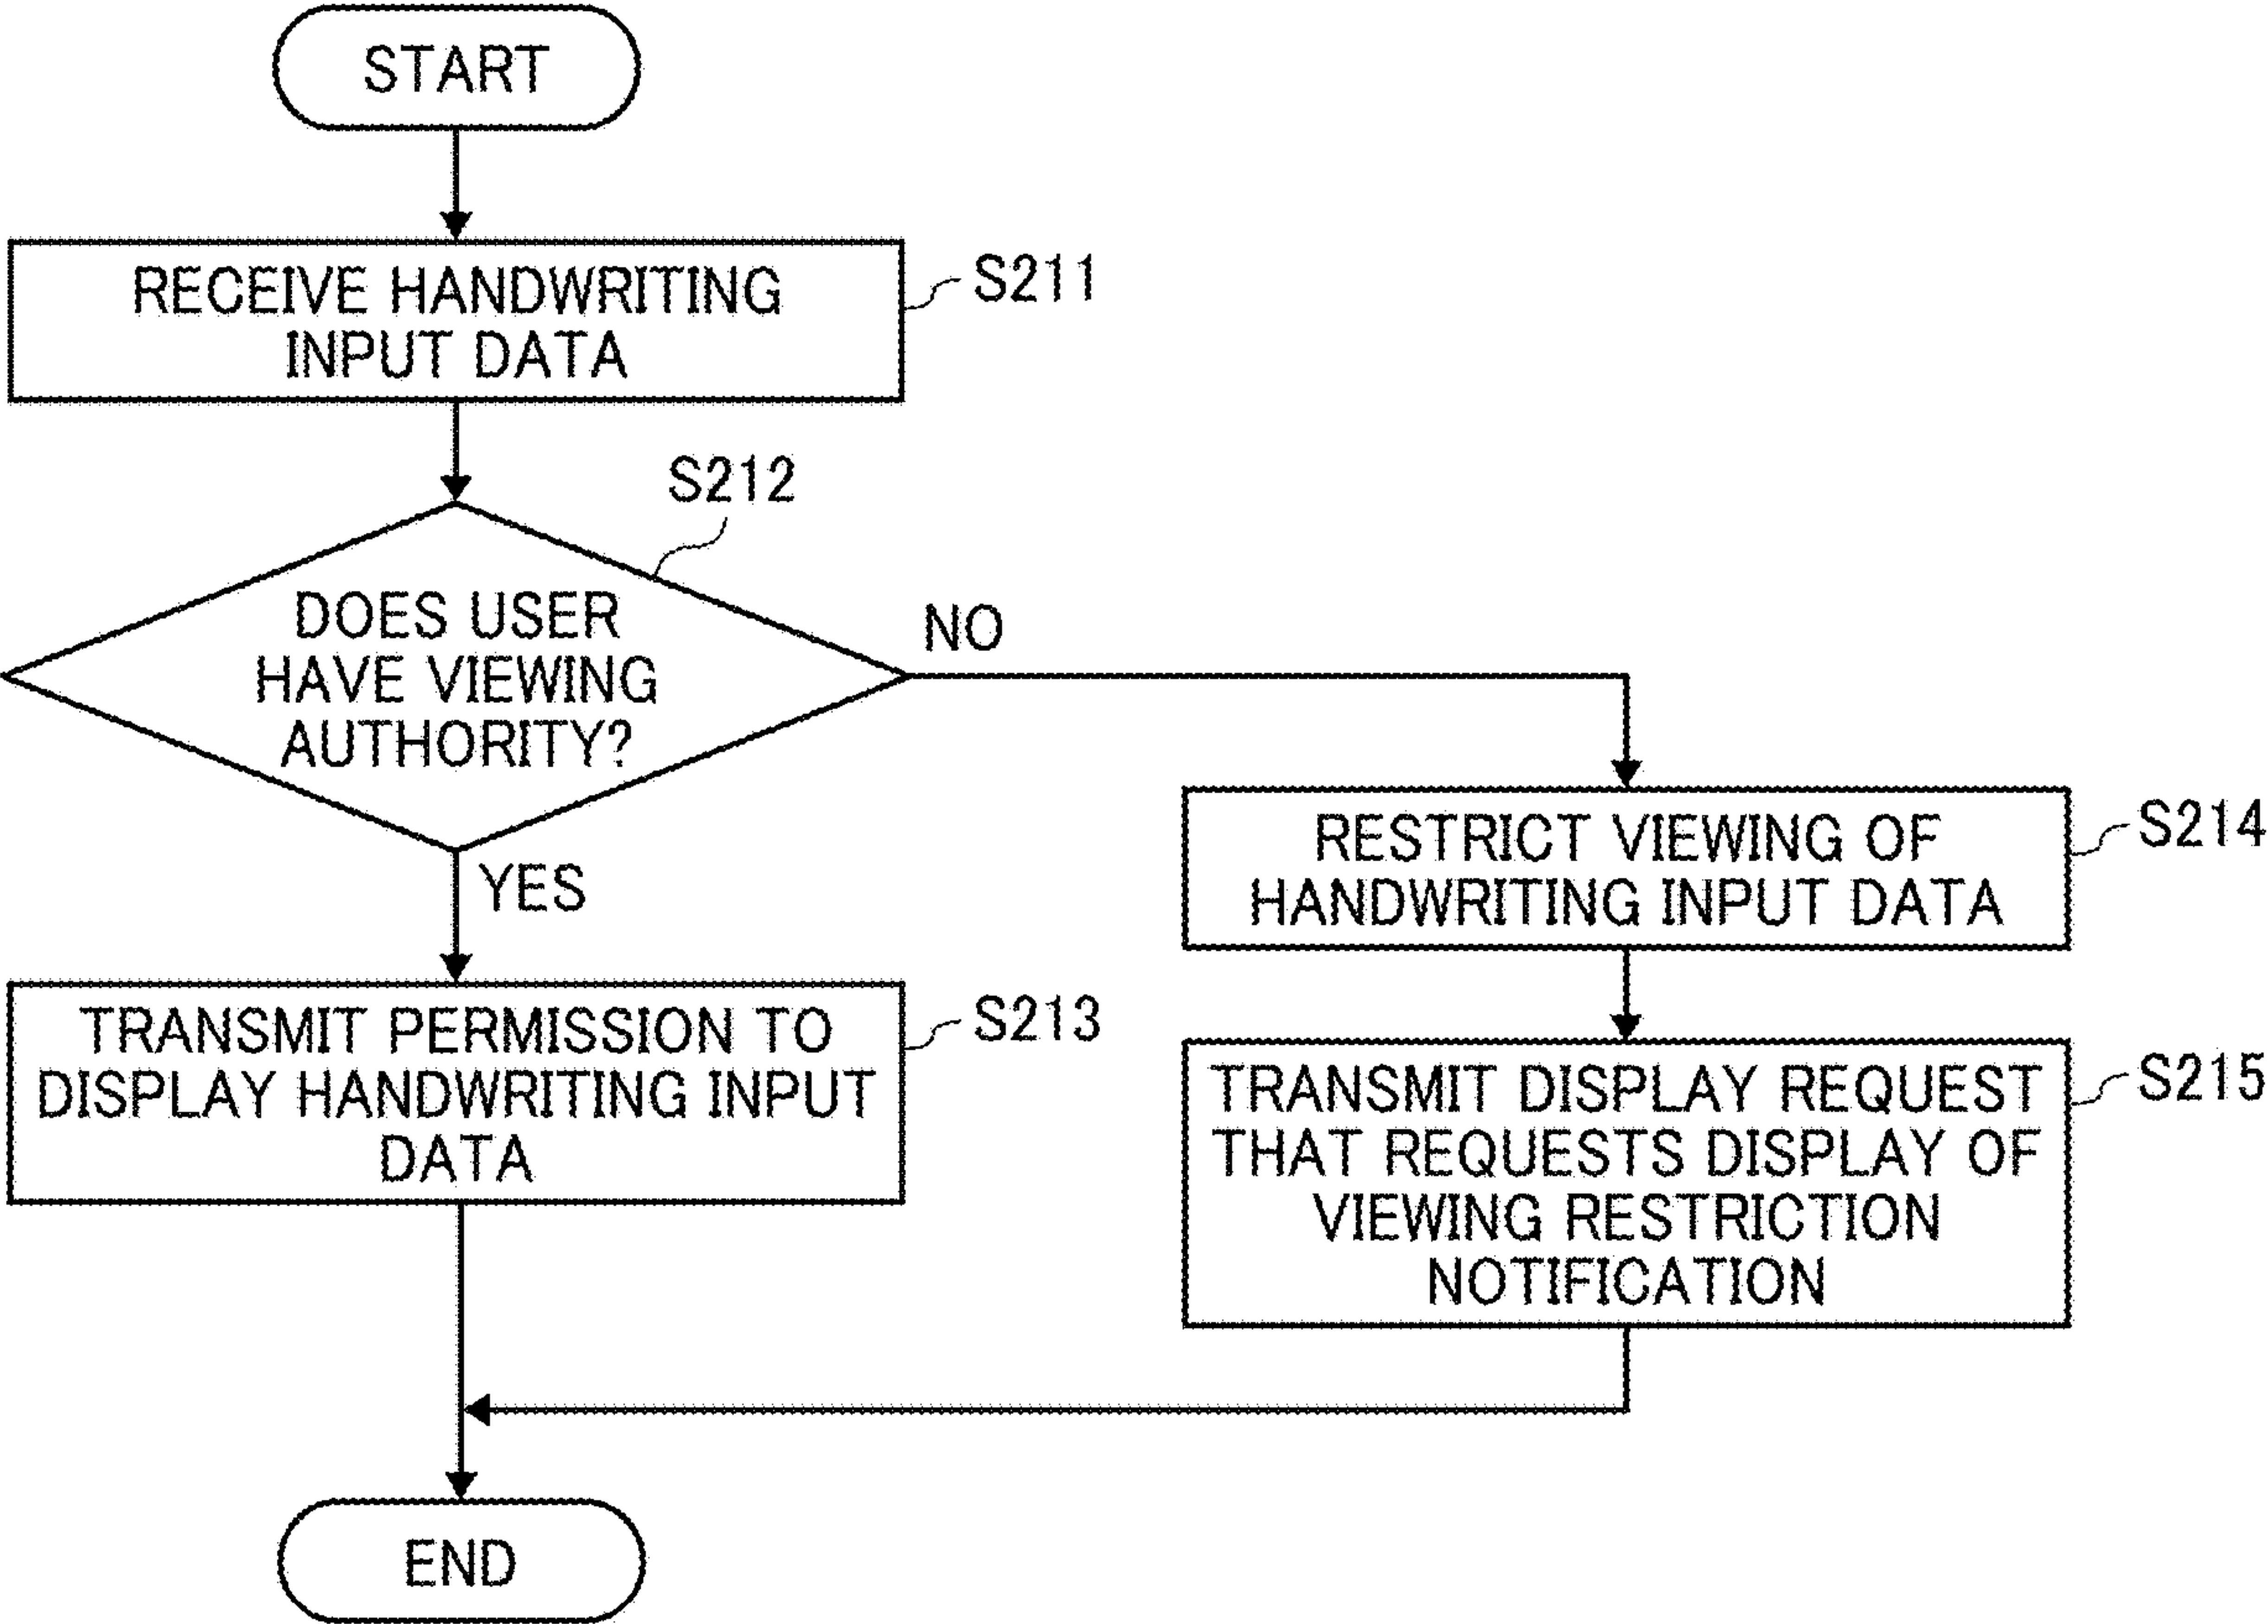 START
RECEIVE HANDWRITING
INPUT DATA
S211
S212
DOES USER
HAVE VIEWING
AUTHORITY?
NO
YES
TRANSMIT PERMISSION TO
DISPLAY HANDWRITING INPUT
DATA
S213
RESTRICT VIEWING OF
HANDWRITING INPUT DATA
S214
TRANSMIT DISPLAY REQUEST
THAT REQUESTS DISPLAY OF
VIEWING RESTRICTION
NOTIFICATION
S215
END